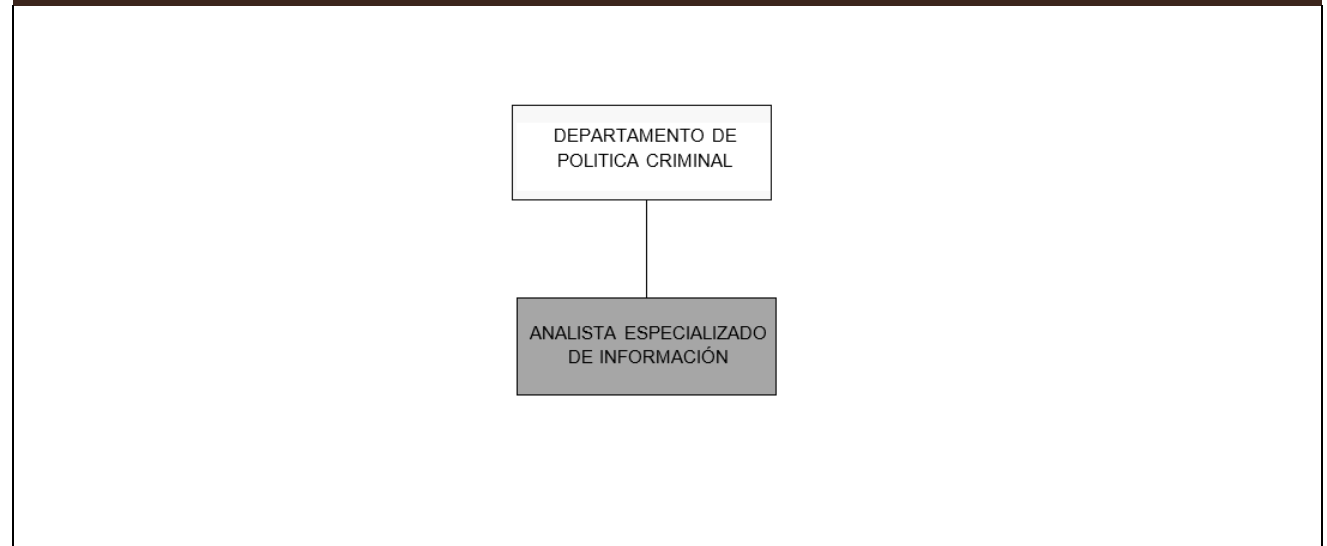 DEPARTAMENTO DE
POLITICA CRIMINAL
ANALISTA ESPECIALIZADO
DE INFORMACIÓN